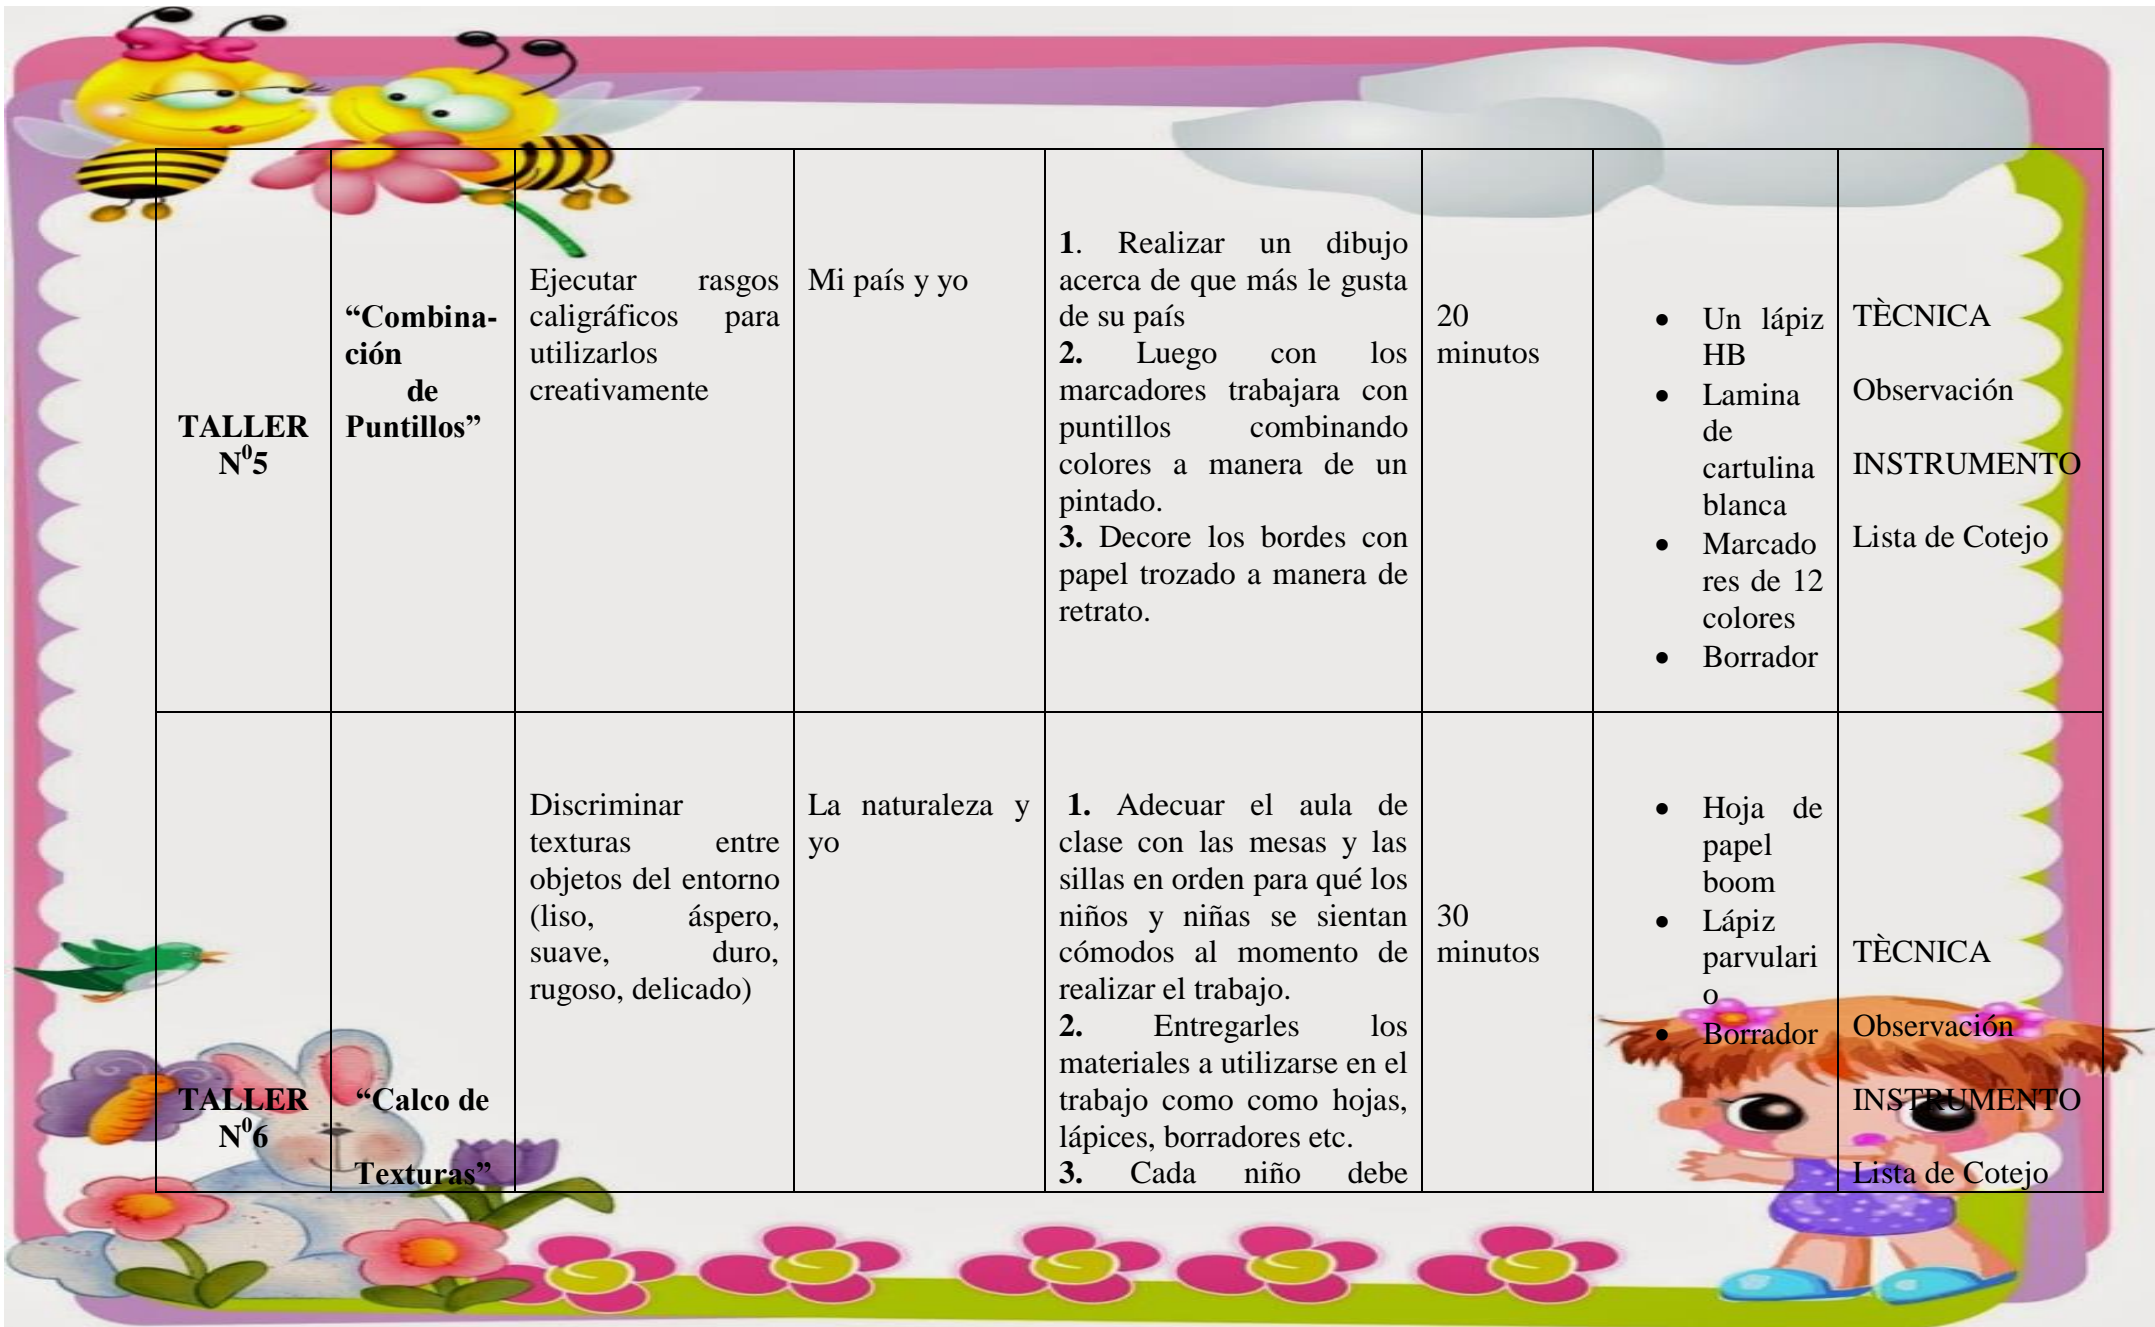 TALLER
N⁰5
“Combina-
ción
de
Puntillos”
Ejecutar rasgos
caligráficos para
utilizarlos
creativamente
Mi país y yo
1. Realizar un dibujo
acerca de que más le gusta
de su país
2. Luego con los
marcadores trabajara con
puntillos combinando
colores a manera de un
pintado.
3. Decore los bordes con
papel trozado a manera de
retrato.
20
minutos
• Un lápiz
HB
• Lamina
de
cartulina
blanca
• Marcado
res de 12
colores
• Borrador
TÈCNICA
Observación
INSTRUMENTO
Lista de Cotejo
TALLER
N⁰6
“Calco de
Texturas”
Discriminar
texturas entre
objetos del entorno
(liso, áspero,
suave, duro,
rugoso, delicado)
La naturaleza y
yo
1. Adecuar el aula de
clase con las mesas y las
sillas en orden para qué los
niños y niñas se sientan
cómodos al momento de
realizar el trabajo.
2. Entregarles los
materiales a utilizarse en el
trabajo como como hojas,
lápices, borradores etc.
3. Cada niño debe
30
minutos
• Hoja de
papel
boom
• Lápiz
parvulari
o
• Borrador
TÈCNICA
Observación
INSTRUMENTO
Lista de Cotejo